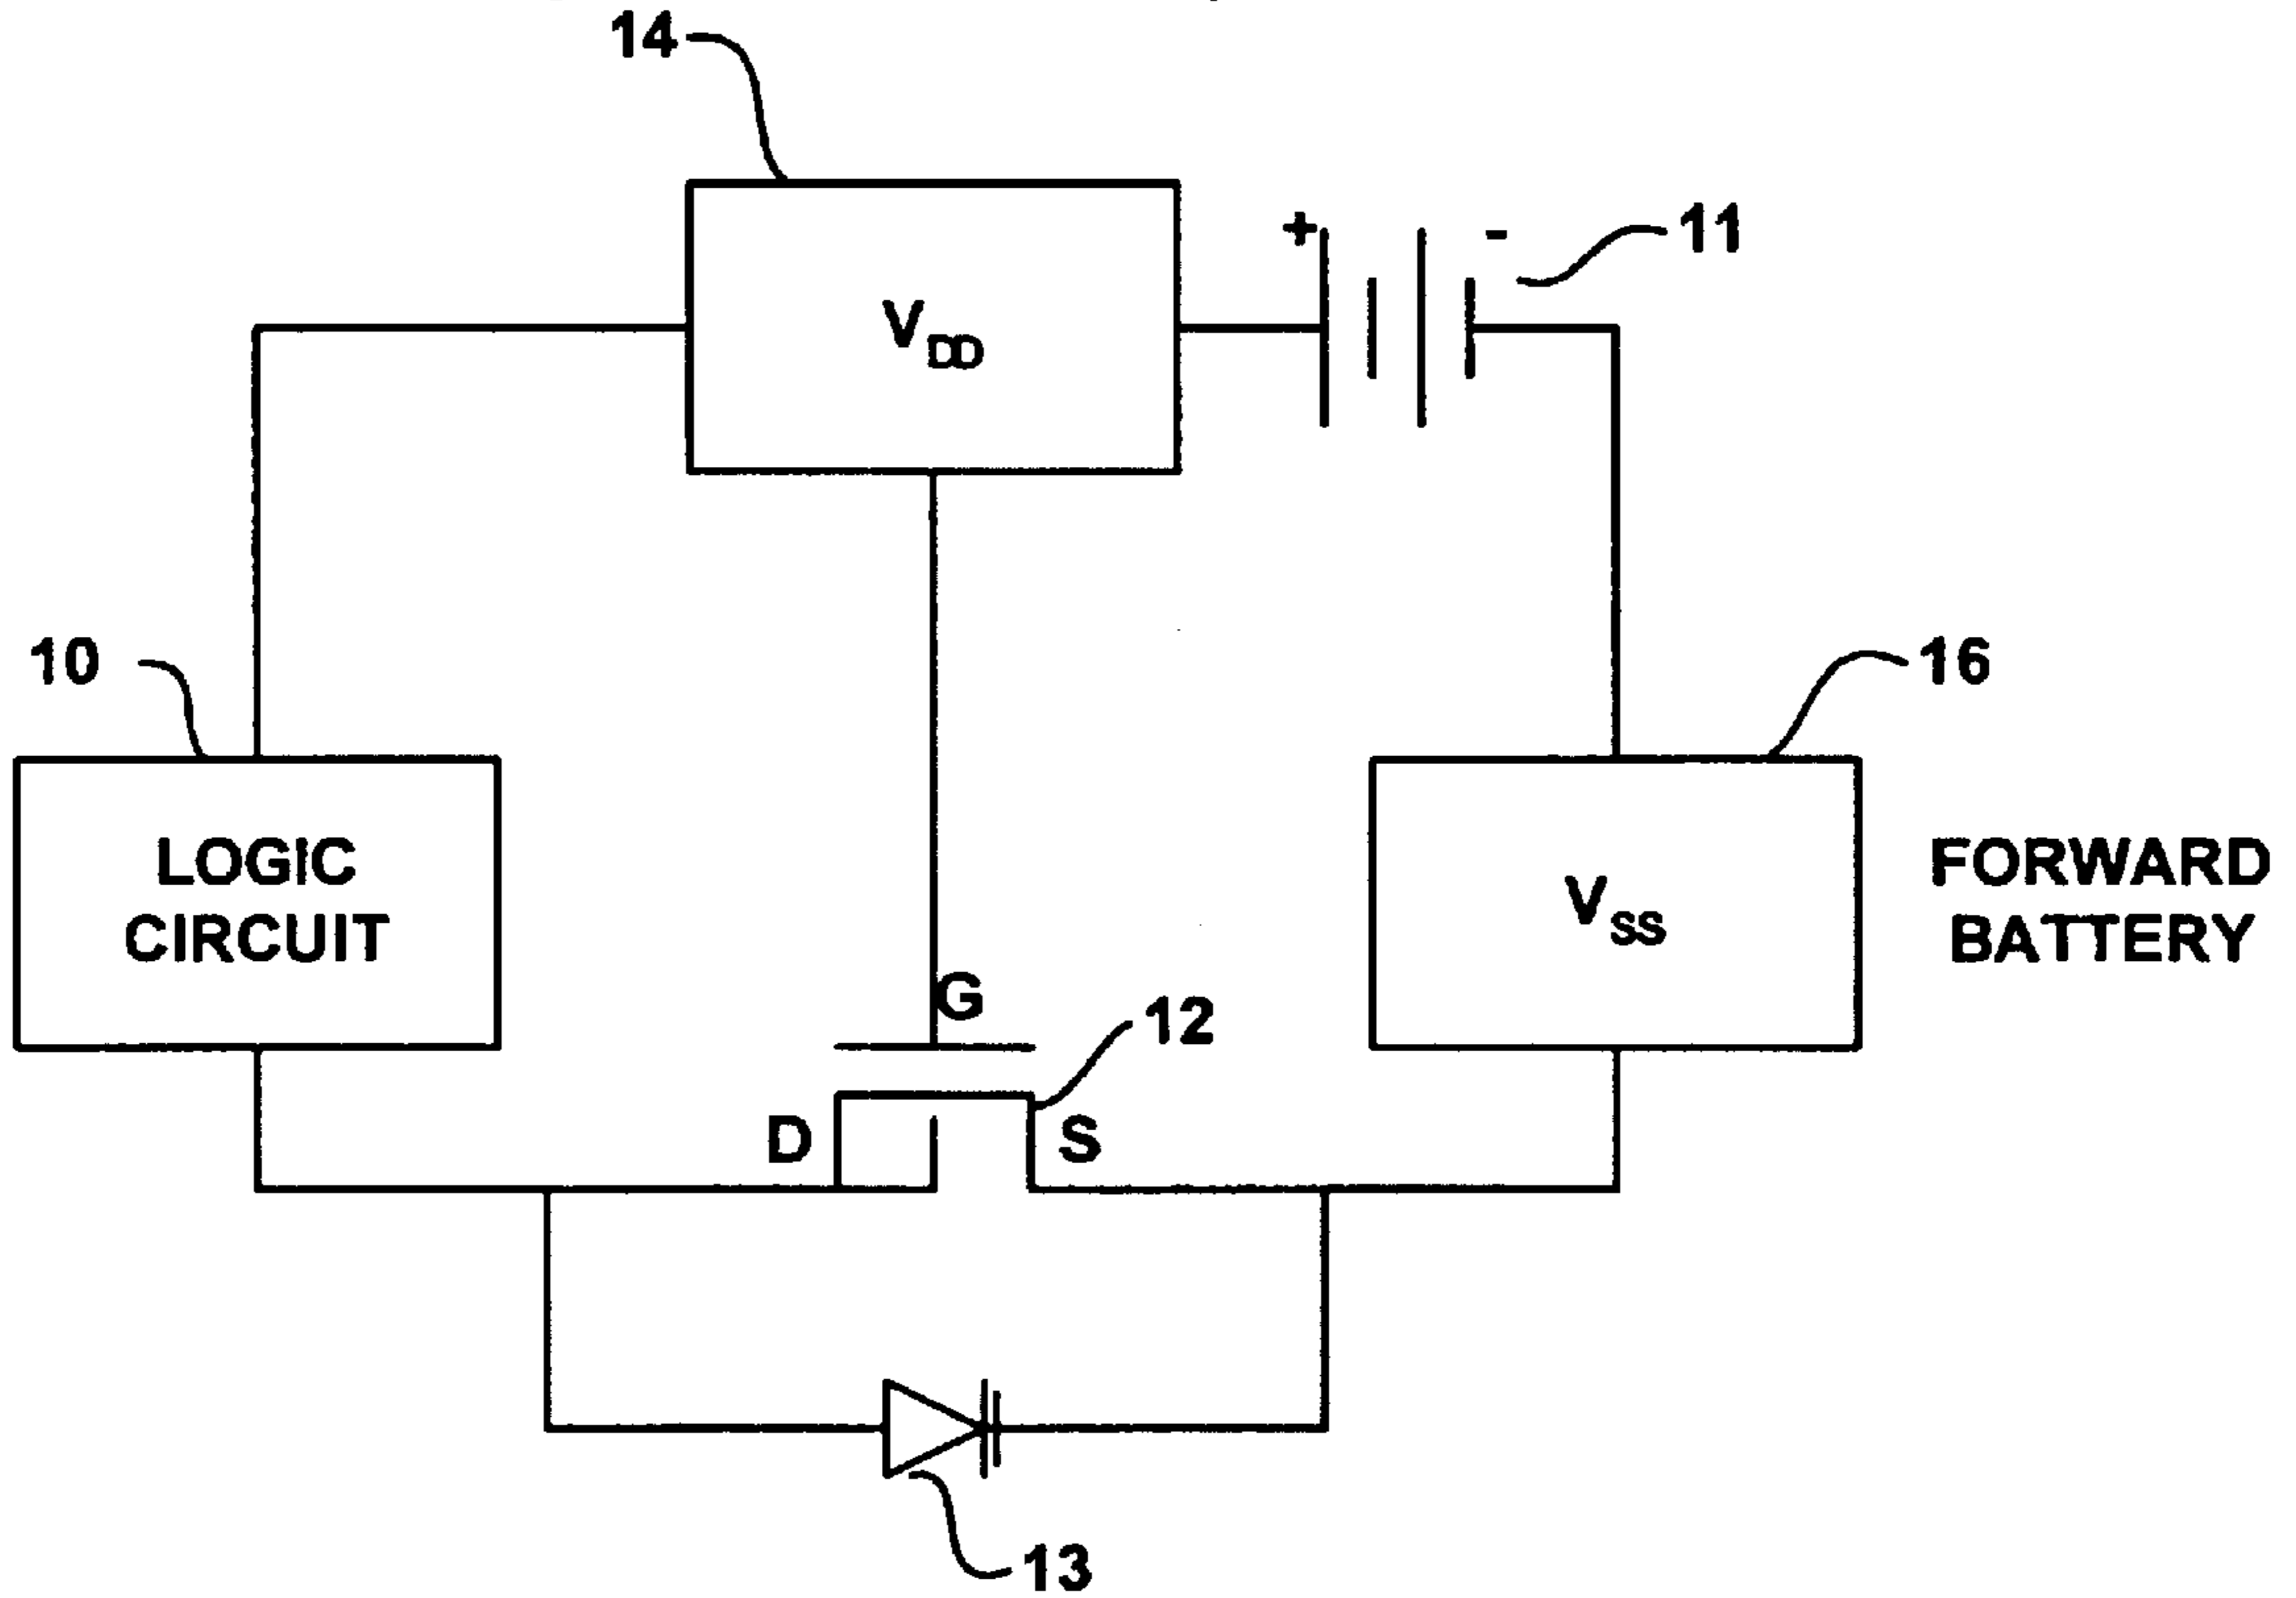 14
+
-
11
VDD
10
16
LOGIC
CIRCUIT
VSS
FORWARD
BATTERY
G
12
D
S
13